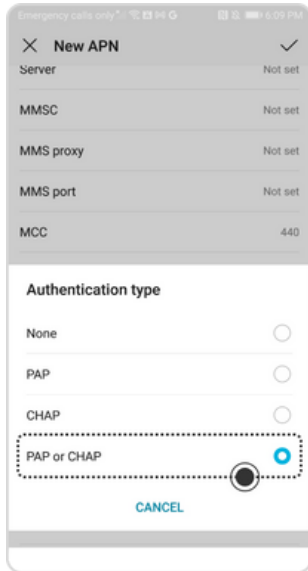 Emergency calls only 6:09 PM
New APN
Server Not set
MMSC Not set
MMS proxy Not set
MMS port Not set
MCC 440
Authentication type
None
PAP
CHAP
PAP or CHAP
CANCEL